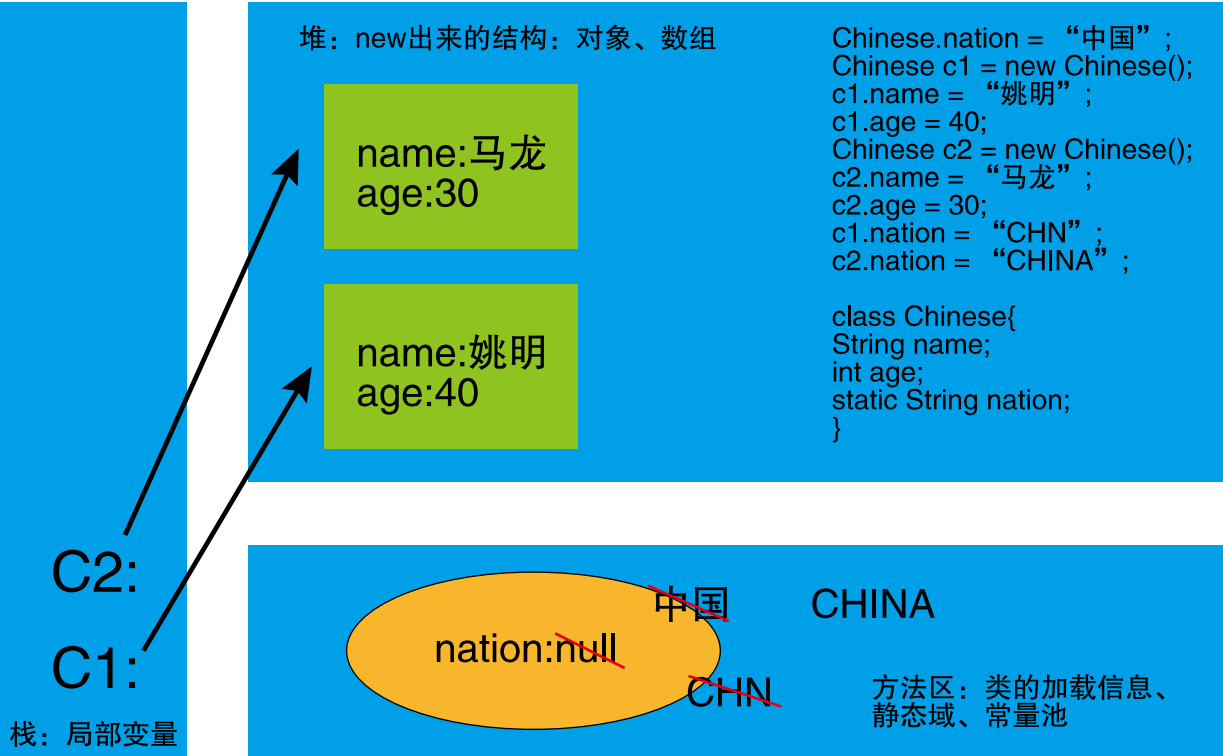 堆：new出来的结构：对象、数组
name:马龙
age:30
name:姚明
age:40
Chinese.nation = “中国”;
Chinese c1 = new Chinese();
c1.name = “姚明”;
c1.age = 40;
Chinese c2 = new Chinese();
c2.name = “马龙”;
c2.age = 30;
c1.nation = “CHN”;
c2.nation = “CHINA”;
class Chinese{
String name;
int age;
static String nation;
}
C2:
C1:
栈：局部变量
中国
CHINA
nation:null
CHN
方法区：类的加载信息、
静态域、常量池